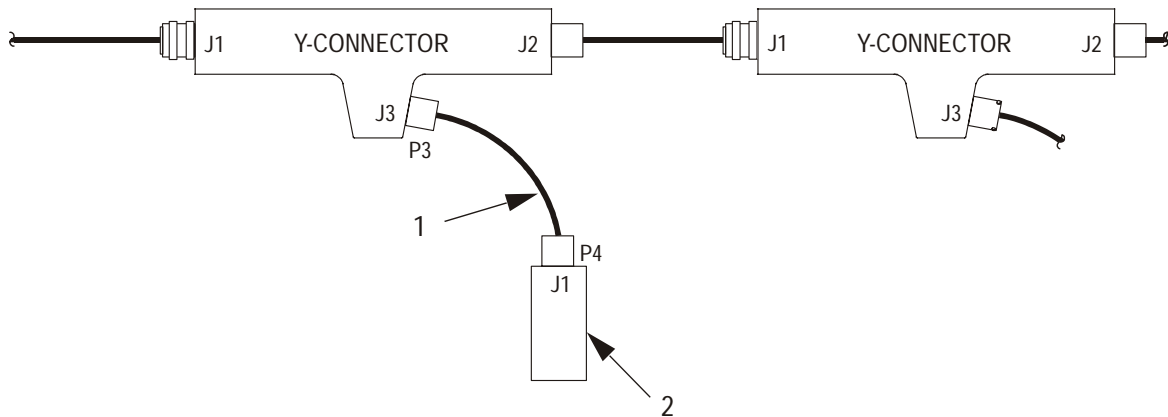 J1 Y-CONNECTOR J2 J1 Y-CONNECTOR J2
J3 J3
P3
1
P4
J1
2